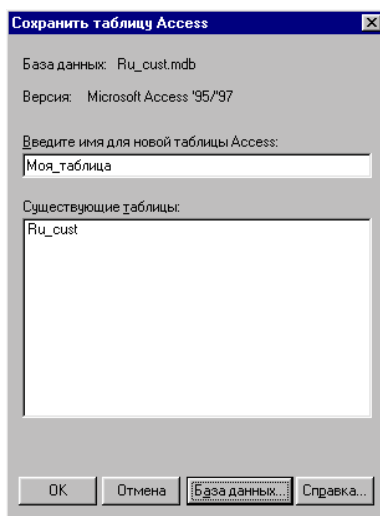 Сохранить таблицу Access
База данных: Ru_cust.mdb
Версия: Microsoft Access '95/'97
Введите имя для новой таблицы Access:
Моя_таблица
Существующие таблицы:
Ru_cust
OK Отмена База данных... Справка...